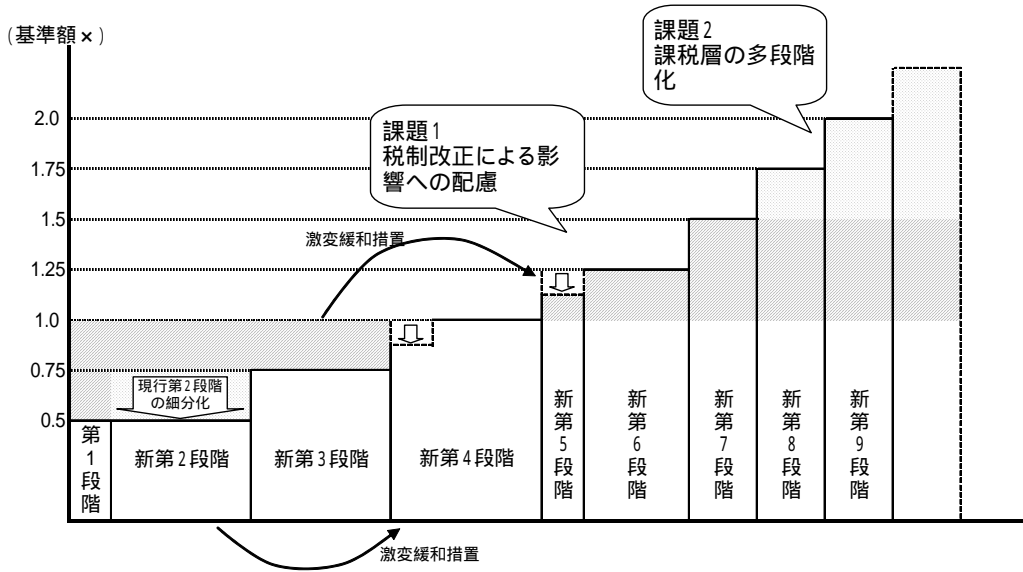 (基準額×)
課題2
課税層の多段階
化
2.0
課題1
税制改正による影
響への配慮
1.75
1.5
激変緩和措置
1.25
1.0
0.75
現行第2段階
の細分化
0.5
第1段階
新第2段階
新第3段階
新第4段階
新第5段階
新第6段階
新第7段階
新第8段階
新第9段階
激変緩和措置